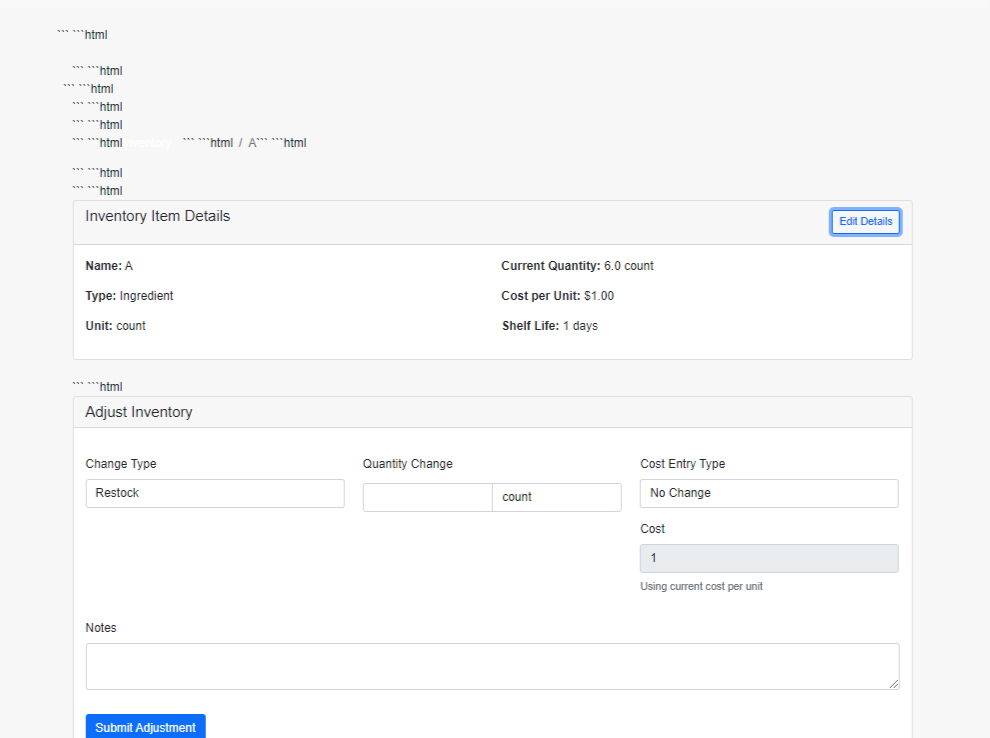 ``` ```html
``` ```html
``` ```html
``` ```html
``` ```html
``` ```html Inventory ``` ```html / A``` ```html
``` ```html
``` ```html
Inventory Item Details Edit Details
Name: A Current Quantity: 6.0 count
Type: Ingredient Cost per Unit: $1.00
Unit: count Shelf Life: 1 days
``` ```html
Adjust Inventory
Change Type Quantity Change Cost Entry Type
Restock count No Change
Cost
1
Using current cost per unit
Notes
Submit Adjustment